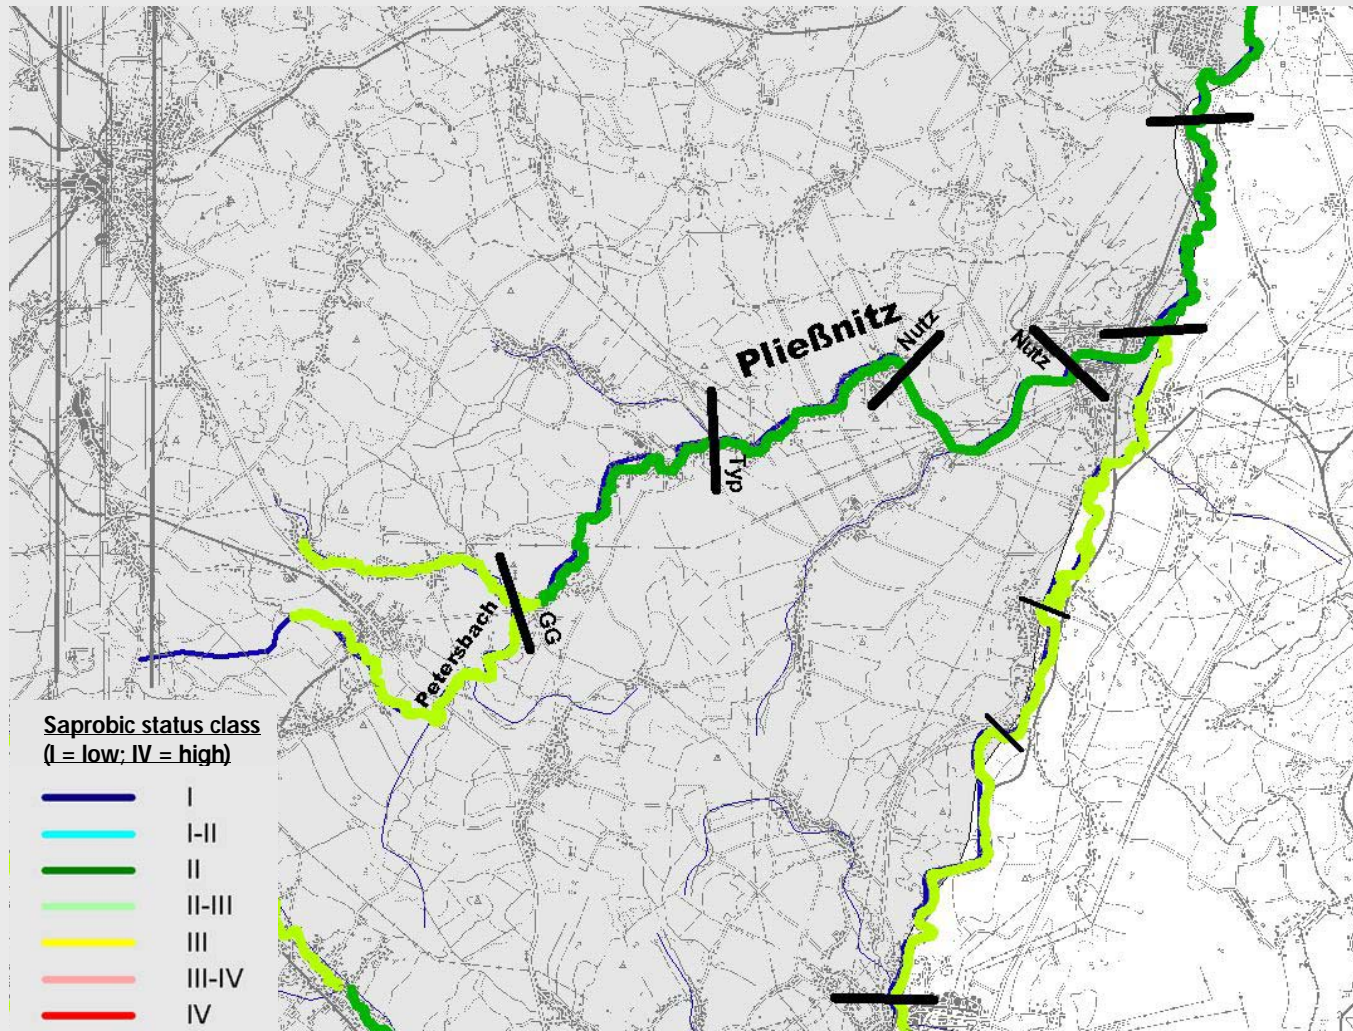 Pließnitz
Nutz
Nutz
Typ
GG
Petersbach
Saprobic status class
(I = low; IV = high)
I
I-II
II
II-III
III
III-IV
IV